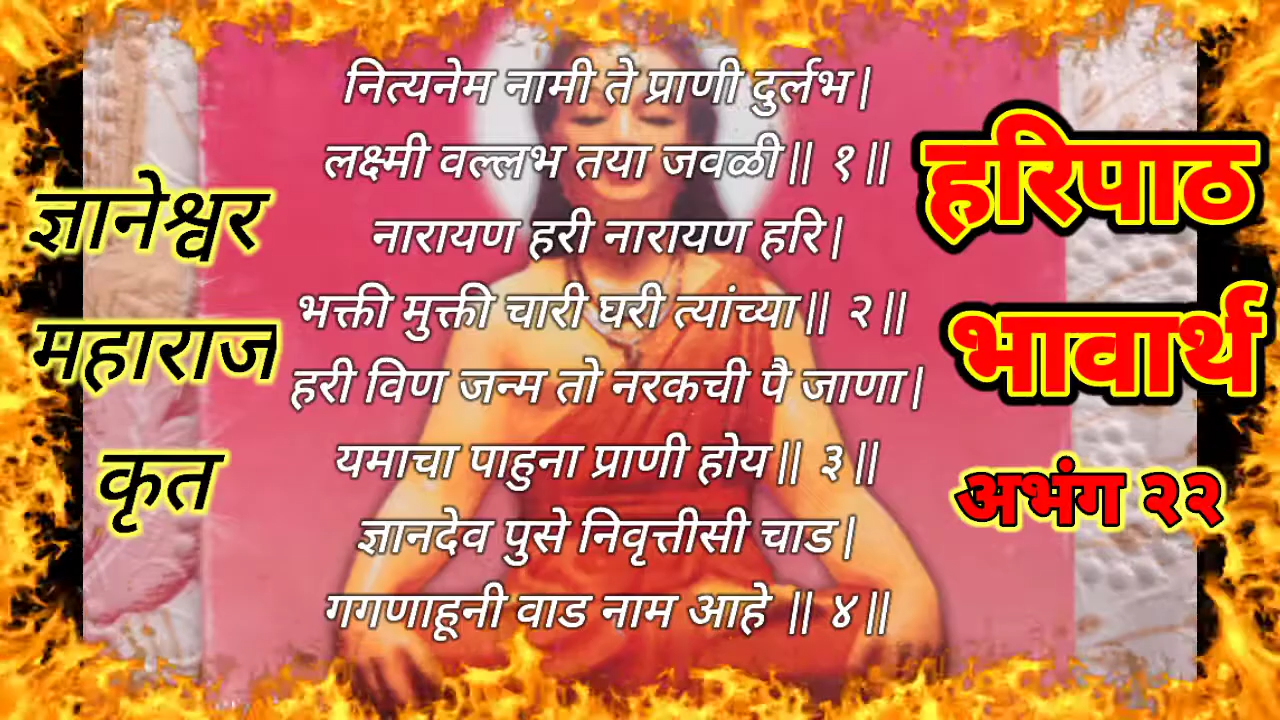 ज्ञानेश्वर
महाराज
कृत
नित्यनेम नामी ते प्राणी दुर्लभ|
लक्ष्मी वल्लभ तया जवळी|| १||
नारायण हरी नारायण हरि|
भक्ती मुक्ती चारी घरी त्यांच्या|| २||
हरी विण जन्म तो नरकची पै जाणा|
यमाचा पाहुना प्राणी होय|| ३||
ज्ञानदेव पुसे निवृत्तीसी चाड|
गगणाहूनी वाड नाम आहे || ४||
हरिपाठ
भावार्थ
अभंग २२